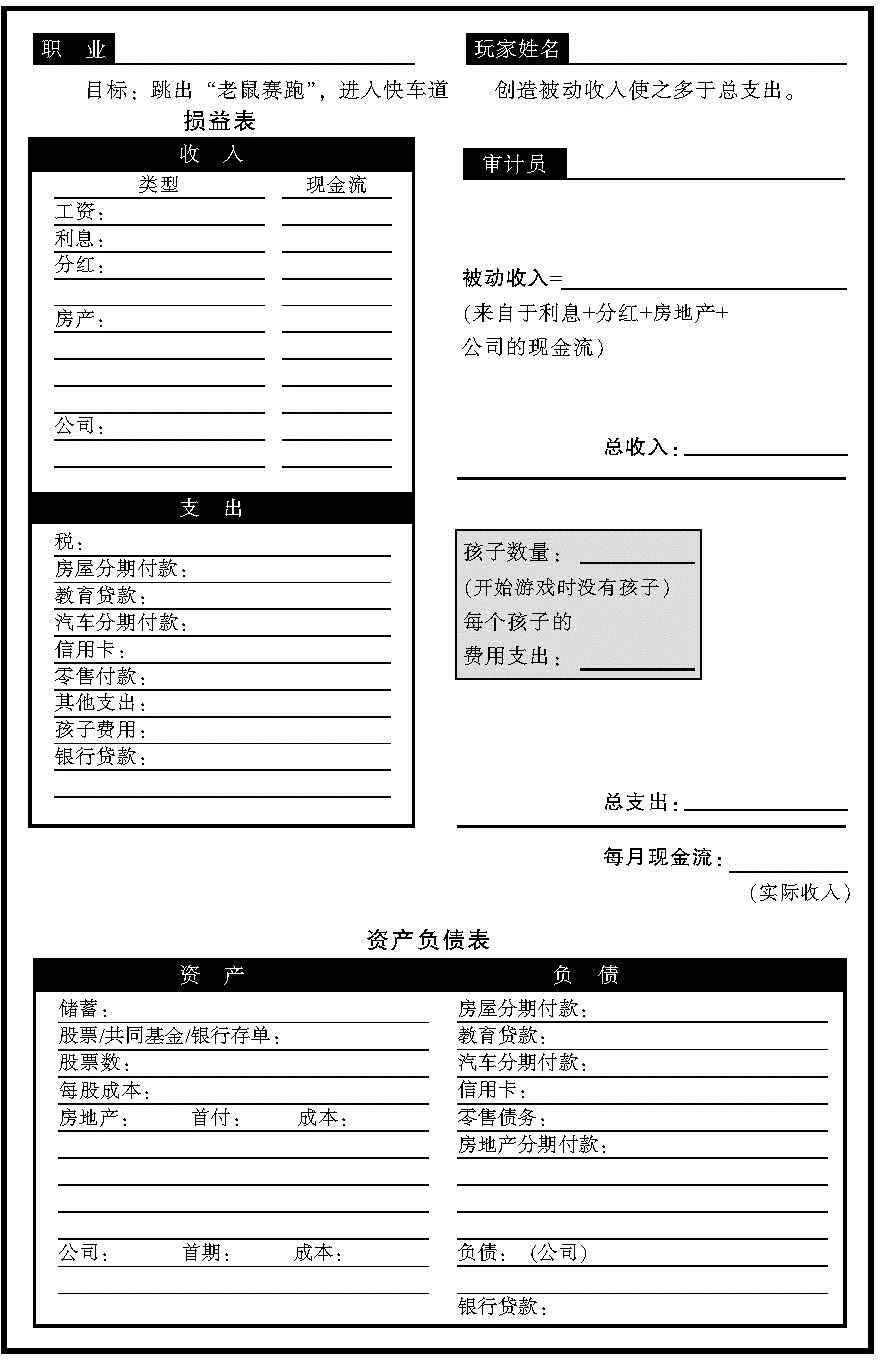 职 业
玩家姓名
目标：跳出“老鼠赛跑”，进入快车道 创造被动收入使之多于总支出。
损益表
收 入
类型 现金流
工资：
利息：
分红：
房产：
公司：
审计员
被动收入=
（来自于利息+分红+房地产+
公司的现金流）
总收入：
支 出
税：
房屋分期付款：
教育贷款：
汽车分期付款：
信用卡：
零售付款：
其他支出：
孩子费用：
银行贷款：
孩子数量：
（开始游戏时没有孩子）
每个孩子的
费用支出：
总支出：
每月现金流：
（实际收入）
资产负债表
资 产
储蓄：
股票/共同基金/银行存单：
股票数：
每股成本：
房地产： 首付： 成本：
公司： 首期： 成本：
负 债
房屋分期付款：
教育贷款：
汽车分期付款：
信用卡：
零售债务：
房地产分期付款：
负债：（公司）
银行贷款：